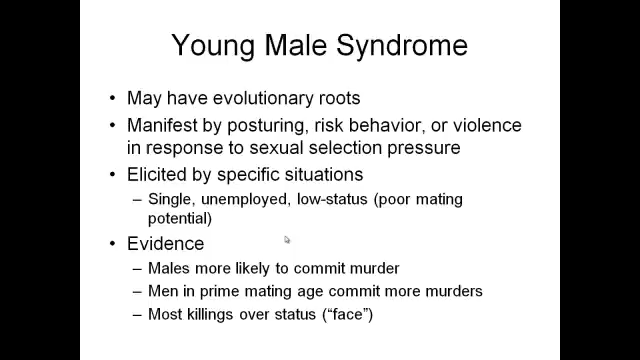 Young Male Syndrome
• May have evolutionary roots
• Manifest by posturing, risk behavior, or violence
in response to sexual selection pressure
• Elicited by specific situations
– Single, unemployed, low-status (poor mating
potential)
• Evidence
– Males more likely to commit murder
– Men in prime mating age commit more murders
– Most killings over status (“face”)